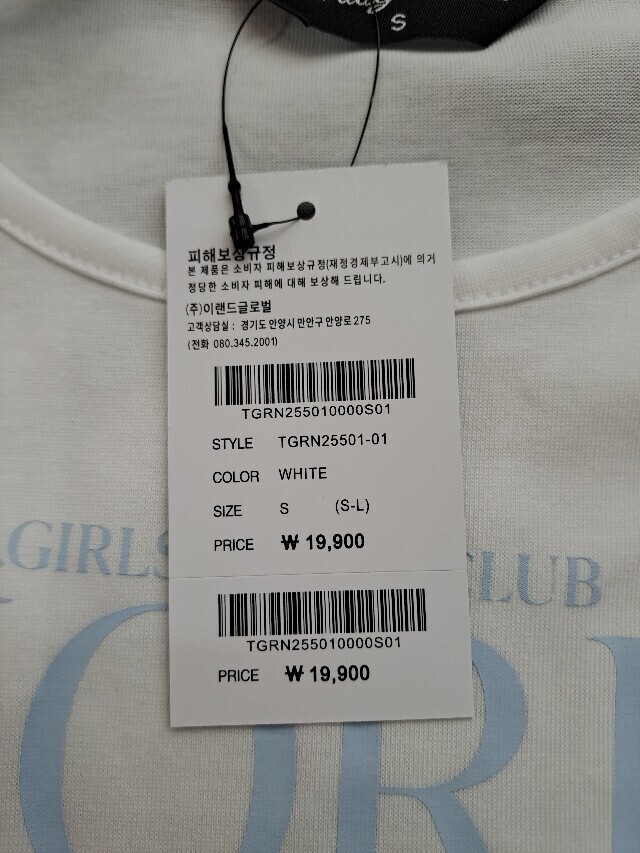 S
피해보상규정
본 제품은 소비자 피해보상규정(재정경제부고시)에 의거
정당한 소비자 피해에 대해 보상해 드립니다.
(주)이랜드글로벌
고객상담실 : 경기도 안양시 만안구 안양로 275
(전화 080.345.2001)
TGRN255010000S01
STYLE TGRN25501-01
COLOR WHITE
SIZE S (S-L)
PRICE ₩ 19,900
GIRLS CLUB
TGRN255010000S01
PRICE ₩ 19,900